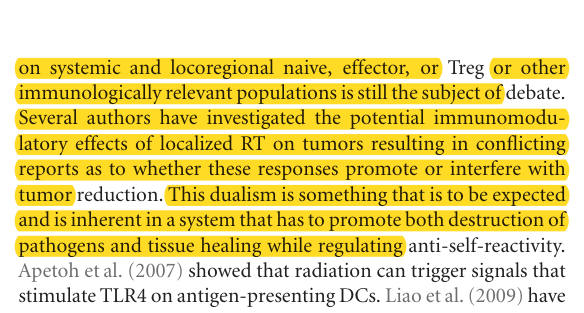 on systemic and locoregional naive, effector, or Treg or other
immunologically relevant populations is still the subject of debate.
Several authors have investigated the potential immunomodu-
latory effects of localized RT on tumors resulting in conflicting
reports as to whether these responses promote or interfere with
tumor reduction. This dualism is something that is to be expected
and is inherent in a system that has to promote both destruction of
pathogens and tissue healing while regulating anti-self-reactivity.
Apetoh et al. (2007) showed that radiation can trigger signals that
stimulate TLR4 on antigen-presenting DCs. Liao et al. (2009) have